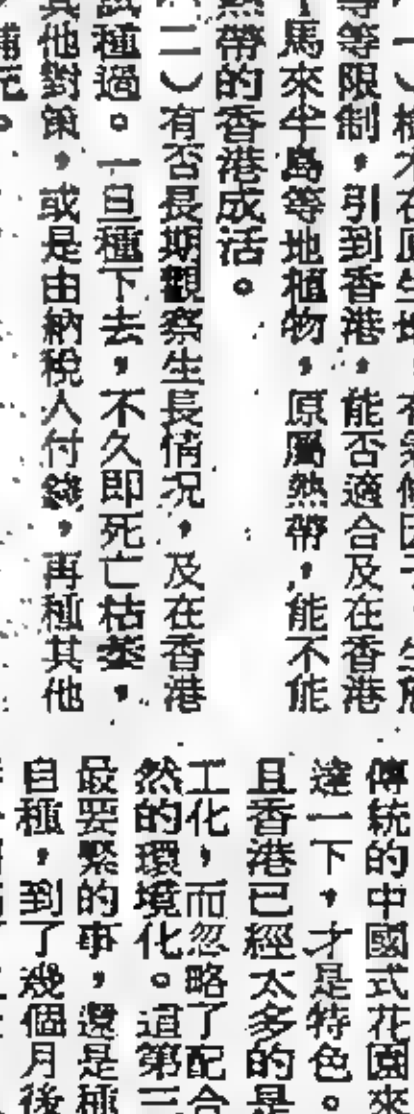 等等限制，引到香港，能否適合及在香港
馬來半島等地植物，原屬熱帶，能不能
熱帶的香港成活。
二）有否長期觀察生長情況，及在香港
試種過。一旦種下去，不久即死亡枯萎，
其他對策，或是由納稅人付錢，再種其他
補充。
傳統的中國式花園來
達一下，才是特色。
且香港已經太多的是
工化，而忽略了配合
然的環境化。這第三
最要緊的事，還是種
自種，到了幾個月後